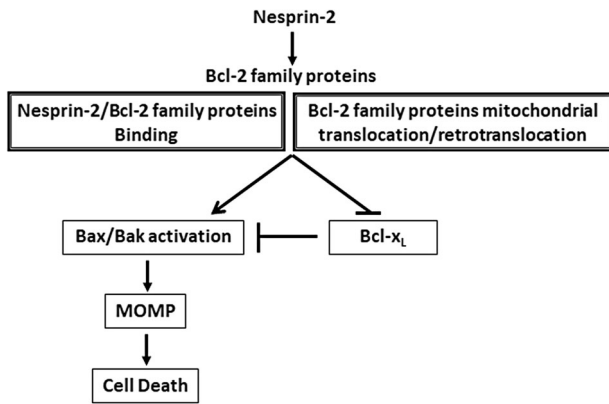 Nesprin-2
Bcl-2 family proteins
Nesprin-2/Bcl-2 family proteins
Binding
Bcl-2 family proteins mitochondrial
translocation/retrotranslocation
Bax/Bak activation
Bcl-xL
MOMP
Cell Death